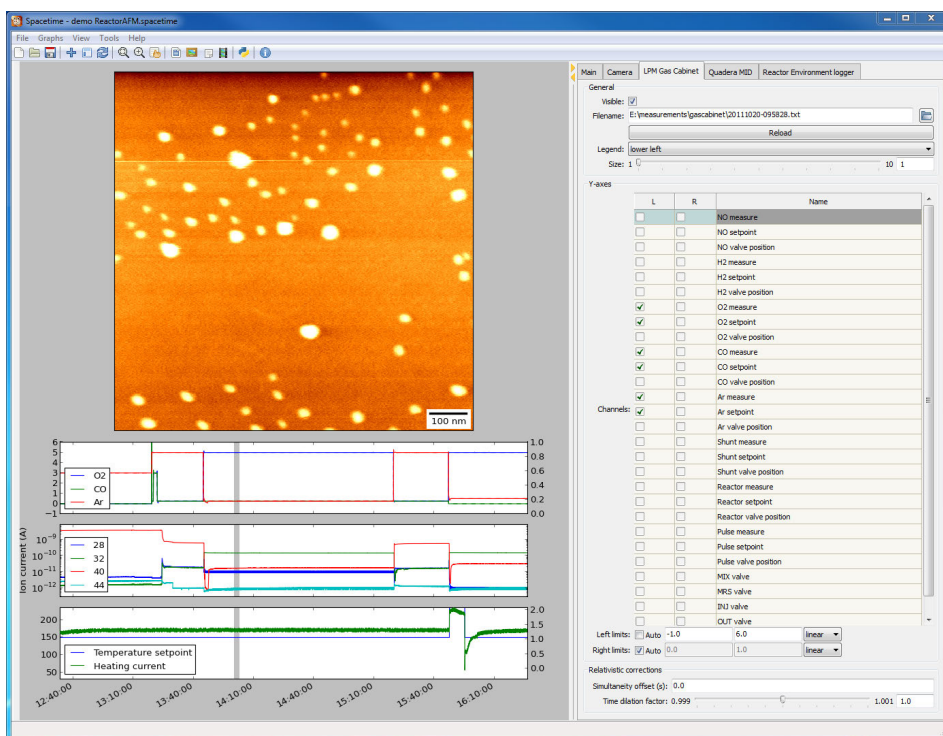 Spacetime - demo ReactorAFM.spacetime
File Graphs View Tools Help
Main Camera LPM Gas Cabinet Quadera MID Reactor Environment logger
General
Visible:
Filename: E:\measurements\gascabinet\20111020-095828.txt
Reload
Legend: lower left
Size: 1 10 1
Y-axes
L R Name
NO measure
NO setpoint
NO valve position
H2 measure
H2 setpoint
H2 valve position
O2 measure
O2 setpoint
O2 valve position
CO measure
CO setpoint
CO valve position
Channels: Ar measure
Ar setpoint
Ar valve position
Shunt measure
Shunt setpoint
Shunt valve position
Reactor measure
Reactor setpoint
Reactor valve position
Pulse measure
Pulse setpoint
Pulse valve position
MIX valve
MRS valve
INJ valve
OUT valve
Left limits: Auto -1.0 6.0 linear
Right limits: Auto 0.0 1.0 linear
Relativistic corrections
Simultaneity offset (s): 0.0
Time dilation factor: 0.999 1.001 1.0
100 nm
6 1.0
5 0.8
4
3 O2 0.6
2 CO 0.4
1 Ar 0.2
0
−1 0.0
Ion current (A)
10⁻⁹ 28
10⁻¹⁰ 32
10⁻¹¹ 40
10⁻¹² 44
200 2.0
150 1.5
100 Temperature setpoint 1.0
50 Heating current 0.5
0.0
12:40:00 13:10:00 13:40:00 14:10:00 14:40:00 15:10:00 15:40:00 16:10:00